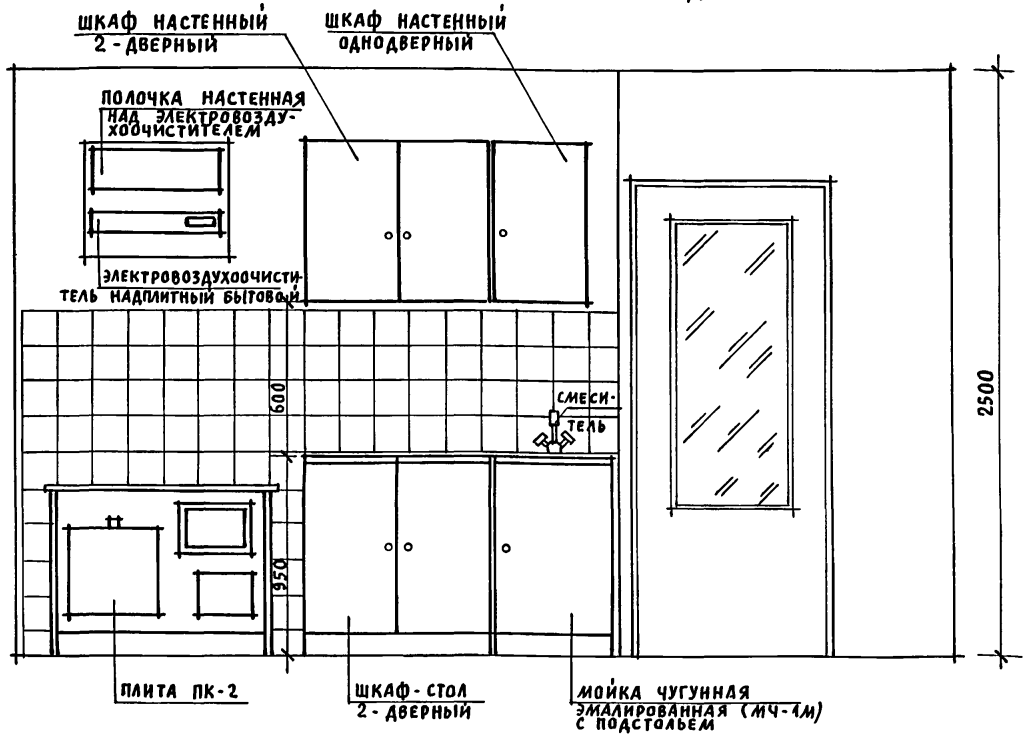 ШКАФ НАСТЕННЫЙ
2-ДВЕРНЫЙ
ШКАФ НАСТЕННЫЙ
ОДНОДВЕРНЫЙ
ПОЛОЧКА НАСТЕННАЯ
НАД ЭЛЕКТРОВОЗДУ-
ХООЧИСТИТЕЛЕМ
ЭЛЕКТРОВОЗДУХООЧИСТИ-
ТЕЛЬ НАДПЛИТНЫЙ БЫТОВОЙ
600
СМЕСИ-
ТЕЛЬ
2500
950
ПЛИТА ПК-2
ШКАФ-СТОЛ
2-ДВЕРНЫЙ
МОЙКА ЧУГУННАЯ
ЭМАЛИРОВАННАЯ (МЧ-1М)
С ПОДСТОЛЬЕМ